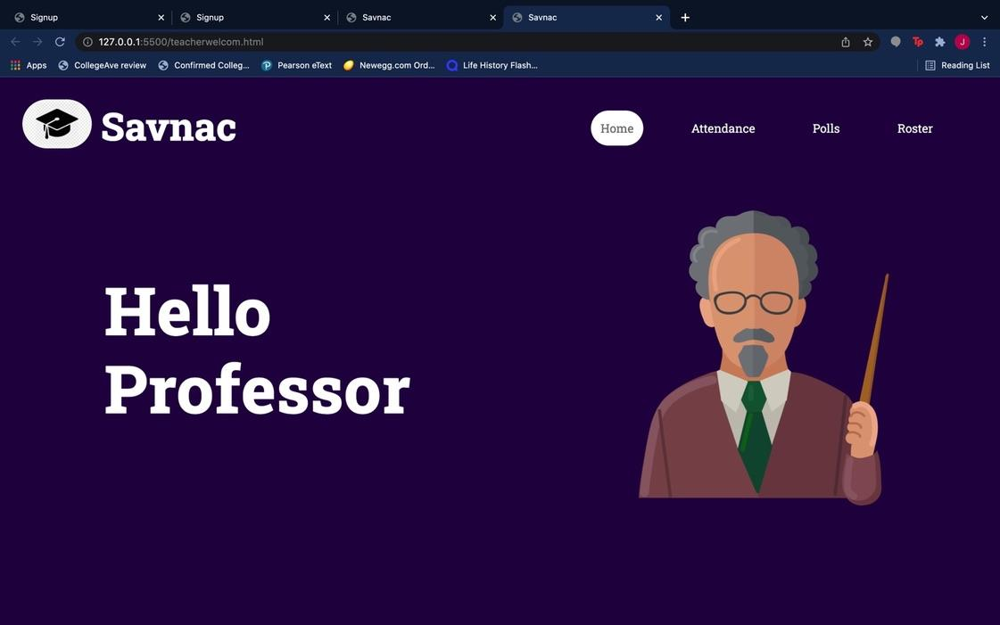 Signup
Signup
Savnac
Savnac
127.0.0.1:5500/teacherwelcom.html
J
Apps
CollegeAve review
Confirmed Colleg...
Pearson eText
Newegg.com Ord...
Life History Flash...
Reading List
Savnac
Home
Attendance
Polls
Roster
Hello
Professor